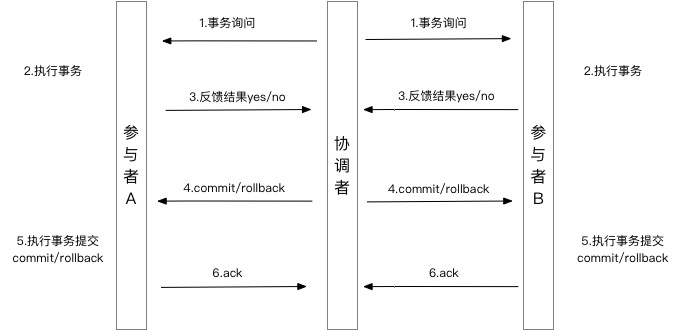 1.事务询问
1.事务询问
2.执行事务
2.执行事务
3.反馈结果yes/no
3.反馈结果yes/no
参与者A
协调者
参与者B
4.commit/rollback
4.commit/rollback
5.执行事务提交
commit/rollback
5.执行事务提交
commit/rollback
6.ack
6.ack